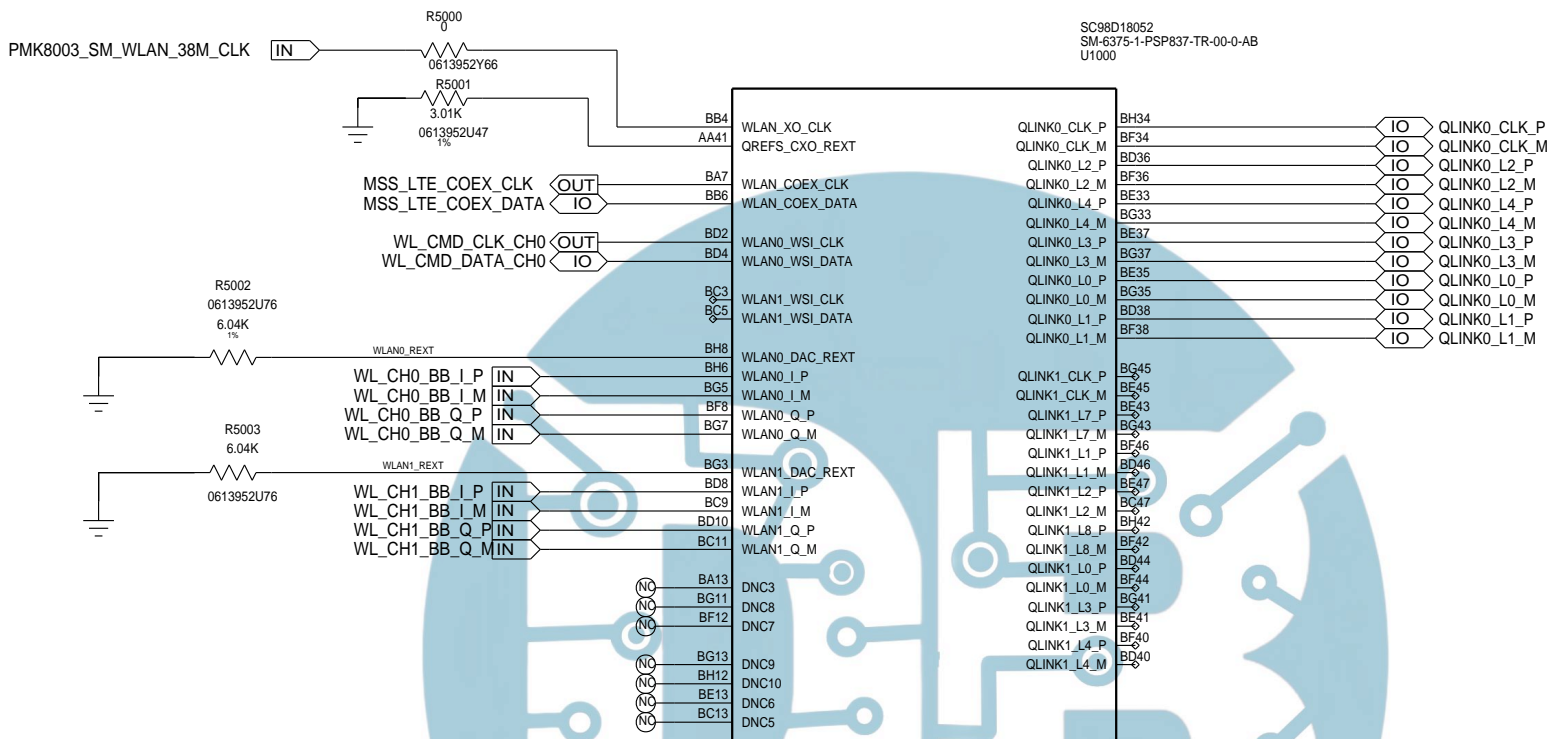 R5000
0
0613952Y66
PMK8003_SM_WLAN_38M_CLK IN
R5001
3.01K
0613952U47
1%
SC98D18052
SM-6375-1-PSP837-TR-00-0-AB
U1000
BB4 WLAN_XO_CLK
AA41 QREFS_CXO_REXT
MSS_LTE_COEX_CLK OUT BA7 WLAN_COEX_CLK
MSS_LTE_COEX_DATA IO BB6 WLAN_COEX_DATA
WL_CMD_CLK_CH0 OUT BD2 WLAN0_WSI_CLK
WL_CMD_DATA_CH0 IO BD4 WLAN0_WSI_DATA
BC3 WLAN1_WSI_CLK
BC5 WLAN1_WSI_DATA
R5002
0613952U76
6.04K
1%
WLAN0_REXT BH8 WLAN0_DAC_REXT
WL_CH0_BB_I_P IN BH6 WLAN0_I_P
WL_CH0_BB_I_M IN BG5 WLAN0_I_M
WL_CH0_BB_Q_P IN BF8 WLAN0_Q_P
WL_CH0_BB_Q_M IN BG7 WLAN0_Q_M
R5003
6.04K
0613952U76
WLAN1_REXT BG3 WLAN1_DAC_REXT
WL_CH1_BB_I_P IN BD8 WLAN1_I_P
WL_CH1_BB_I_M IN BC9 WLAN1_I_M
WL_CH1_BB_Q_P IN BD10 WLAN1_Q_P
WL_CH1_BB_Q_M IN BC11 WLAN1_Q_M
NC BA13 DNC3
NC BG11 DNC8
NC BF12 DNC7
NC BG13 DNC9
NC BH12 DNC10
NC BE13 DNC6
NC BC13 DNC5
QLINK0_CLK_P BH34 IO QLINK0_CLK_P
QLINK0_CLK_M BF34 IO QLINK0_CLK_M
QLINK0_L2_P BD36 IO QLINK0_L2_P
QLINK0_L2_M BF36 IO QLINK0_L2_M
QLINK0_L4_P BE33 IO QLINK0_L4_P
QLINK0_L4_M BG33 IO QLINK0_L4_M
QLINK0_L3_P BE37 IO QLINK0_L3_P
QLINK0_L3_M BG37 IO QLINK0_L3_M
QLINK0_L0_P BE35 IO QLINK0_L0_P
QLINK0_L0_M BG35 IO QLINK0_L0_M
QLINK0_L1_P BD38 IO QLINK0_L1_P
QLINK0_L1_M BF38 IO QLINK0_L1_M
QLINK1_CLK_P BG45
QLINK1_CLK_M BE45
QLINK1_L7_P BE43
QLINK1_L7_M BG43
QLINK1_L1_P BF46
QLINK1_L1_M BD46
QLINK1_L2_P BE47
QLINK1_L2_M BC47
QLINK1_L8_P BH42
QLINK1_L8_M BF42
QLINK1_L0_P BD44
QLINK1_L0_M BF44
QLINK1_L3_P BG41
QLINK1_L3_M BE41
QLINK1_L4_P BF40
QLINK1_L4_M BD40